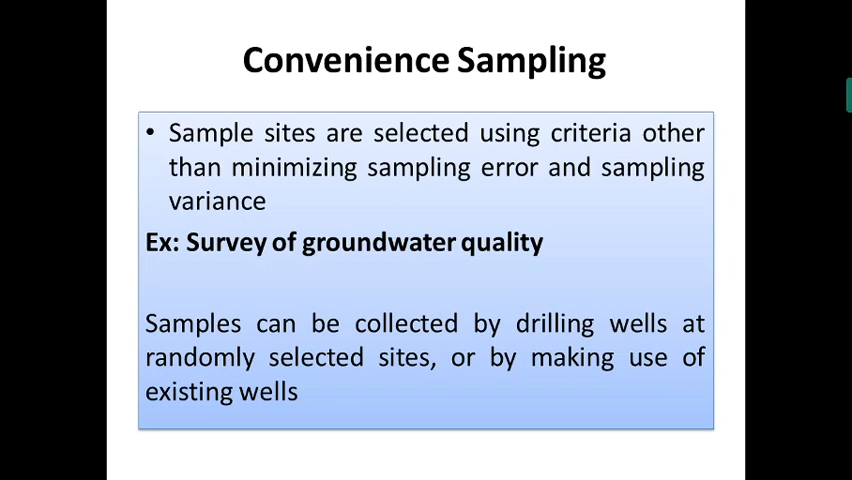 Convenience Sampling
• Sample sites are selected using criteria other
than minimizing sampling error and sampling
variance
Ex: Survey of groundwater quality
Samples can be collected by drilling wells at
randomly selected sites, or by making use of
existing wells